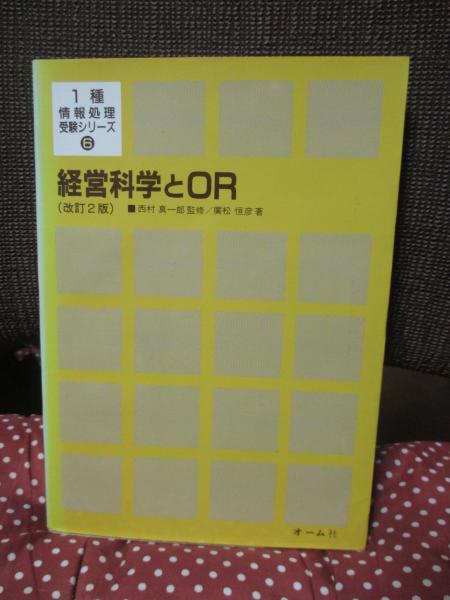 1種
情報処理
受験シリーズ
❻
経営科学とOR
(改訂2版) ■西村 真一郎 監修/廣松 恒彦 著
オーム社